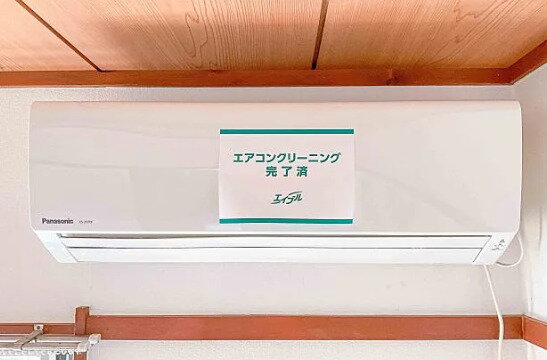 エアコンクリーニング
完了済
エイブル
Panasonic